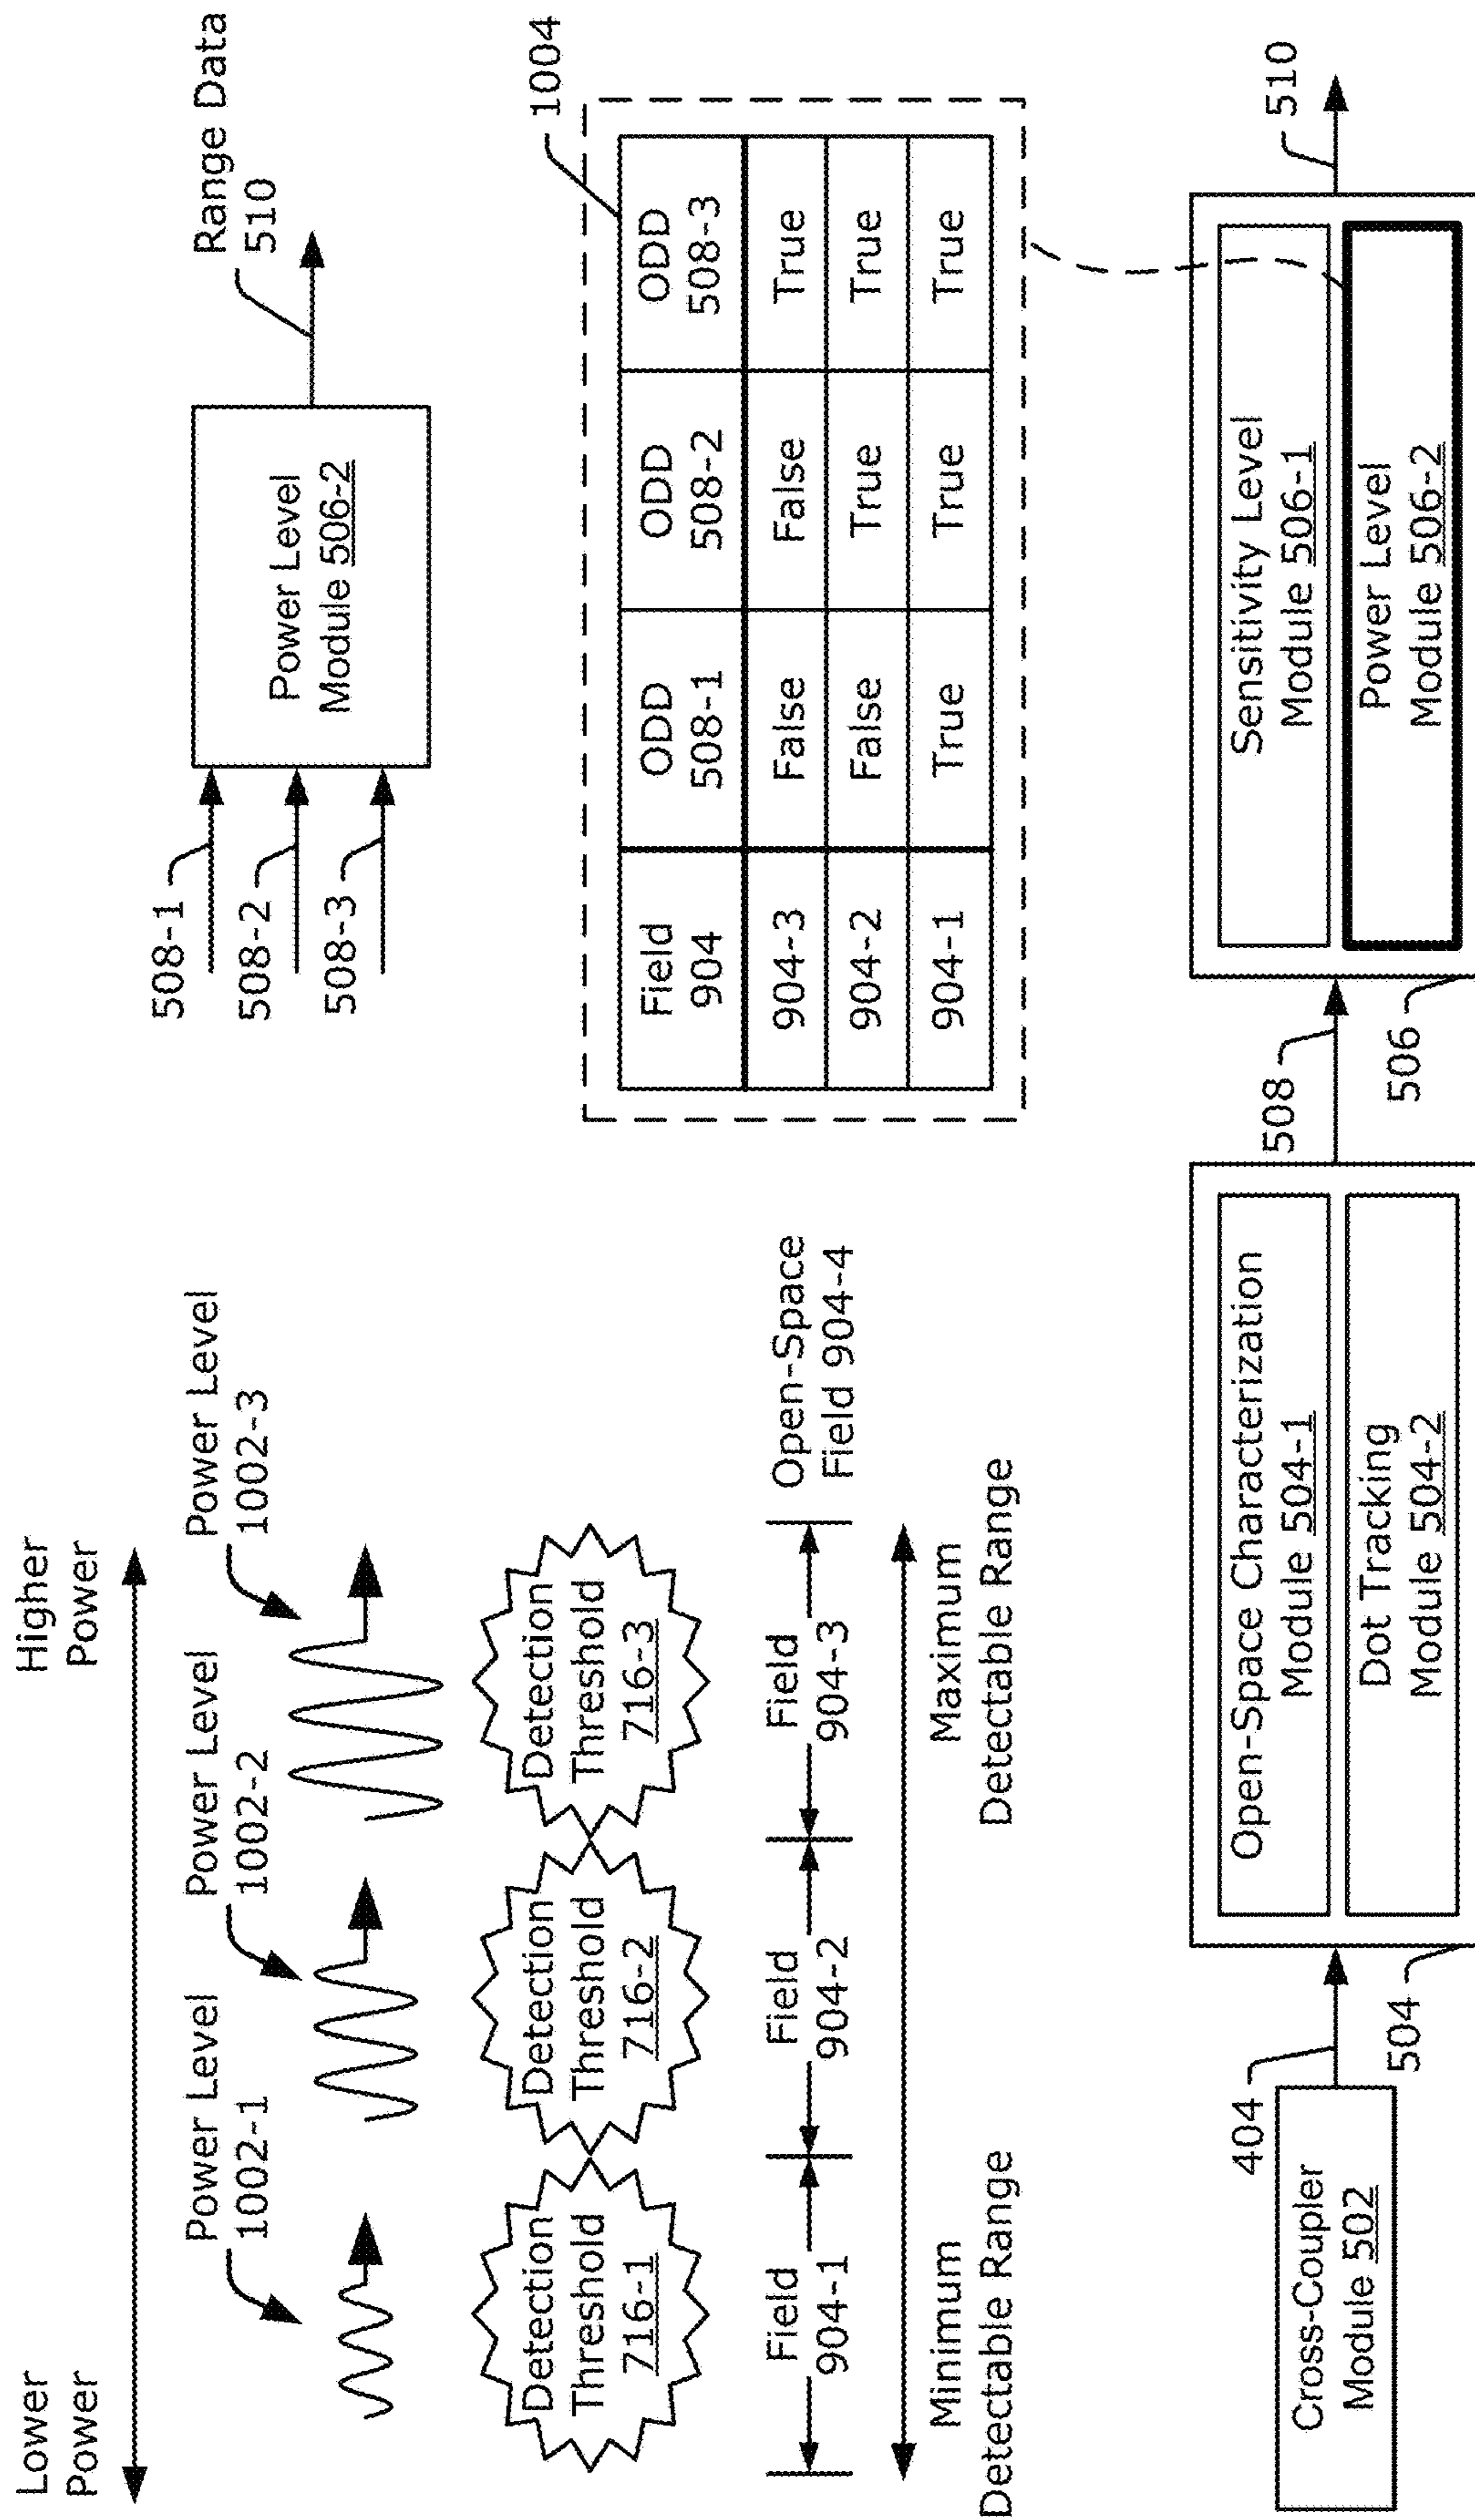 Lower
Power
Higher
Power
Power Level
1002-1
Power Level
1002-2
Power Level
1002-3
Detection
Threshold
716-1
Detection
Threshold
716-2
Detection
Threshold
716-3
Field
904-1
Field
904-2
Field
904-3
Open-Space
Field 904-4
Minimum
Detectable Range
Maximum
Detectable Range
508-1
508-2
508-3
Power Level
Module 506-2
Range Data
510
1004
Field
904
ODD
508-1
ODD
508-2
ODD
508-3
904-3
False
False
True
904-2
False
True
True
904-1
True
True
True
Cross-Coupler
Module 502
404
504
Open-Space Characterization
Module 504-1
Dot Tracking
Module 504-2
508
506
Sensitivity Level
Module 506-1
Power Level
Module 506-2
510